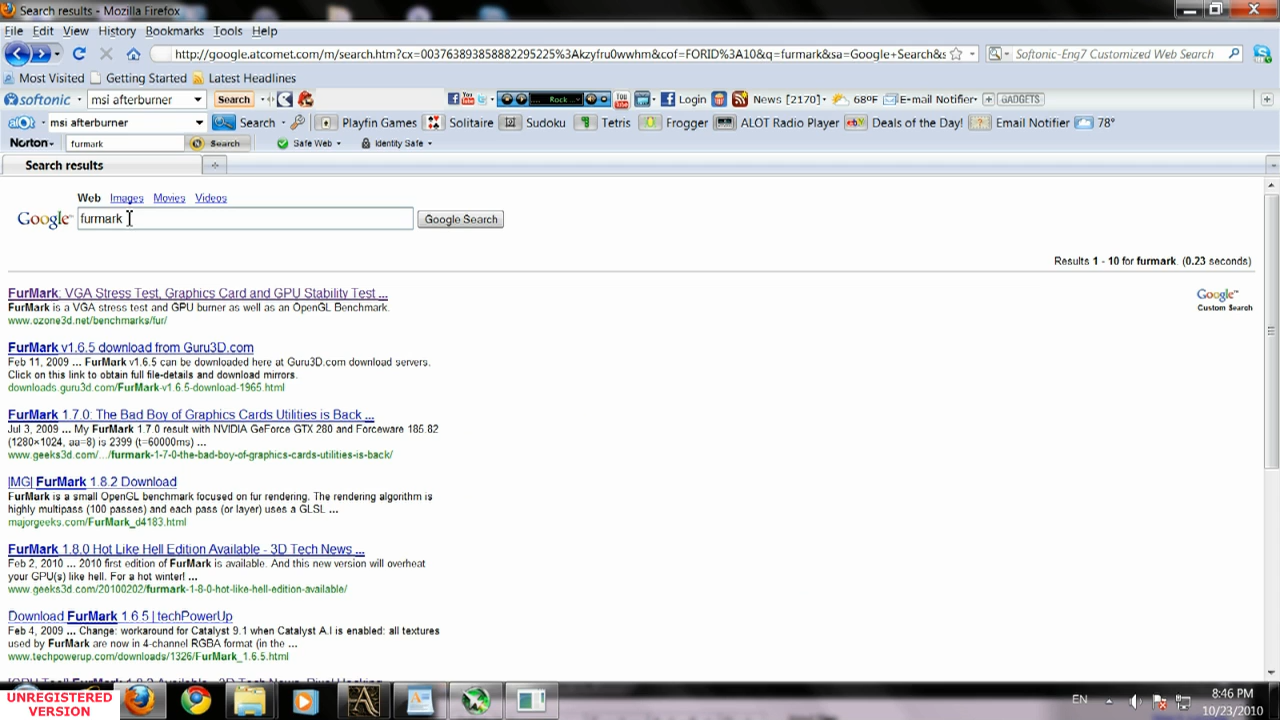 Search results - Mozilla Firefox
File Edit View History Bookmarks Tools Help
http://google.atcomet.com/m/search.htm?cx=003763893858882295225%3Akzyfru0wwhm&cof=FORID%3A10&q=furmark&sa=Google+Search&s
Softonic-Eng7 Customized Web Search
Most Visited Getting Started Latest Headlines
softonic msi afterburner Search Rock... Login News [2170] 68°F E-mail Notifier GADGETS
msi afterburner Search Playfin Games Solitaire Sudoku Tetris Frogger ALOT Radio Player Deals of the Day! Email Notifier 78°
Norton furmark Search Safe Web Identity Safe
Search results
Web Images Movies Videos
Google furmark Google Search
Results 1 - 10 for furmark. (0.23 seconds)
FurMark: VGA Stress Test, Graphics Card and GPU Stability Test ...
FurMark is a VGA stress test and GPU burner as well as an OpenGL Benchmark.
www.ozone3d.net/benchmarks/fur/
Google
Custom Search
FurMark v1.6.5 download from Guru3D.com
Feb 11, 2009 ... FurMark v1.6.5 can be downloaded here at Guru3D.com download servers.
Click on this link to obtain full file-details and download mirrors.
downloads.guru3d.com/FurMark-v1.6.5-download-1965.html
FurMark 1.7.0: The Bad Boy of Graphics Cards Utilities is Back ...
Jul 3, 2009 ... My FurMark 1.7.0 result with NVIDIA GeForce GTX 280 and Forceware 185.82
(1280×1024, aa=8) is 2399 (t=60000ms) ...
www.geeks3d.com/.../furmark-1-7-0-the-bad-boy-of-graphics-cards-utilities-is-back/
|MG| FurMark 1.8.2 Download
FurMark is a small OpenGL benchmark focused on fur rendering. The rendering algorithm is
highly multipass (100 passes) and each pass (or layer) uses a GLSL ...
majorgeeks.com/FurMark_d4183.html
FurMark 1.8.0 Hot Like Hell Edition Available - 3D Tech News ...
Feb 2, 2010 ... 2010 first edition of FurMark is available. And this new version will overheat
your GPU(s) like hell. For a hot winter! ...
www.geeks3d.com/20100202/furmark-1-8-0-hot-like-hell-edition-available/
Download FurMark 1 6 5 | techPowerUp
Feb 4, 2009 ... Change: workaround for Catalyst 9.1 when Catalyst A.I is enabled: all textures
used by FurMark are now in 4-channel RGBA format (in the ...
www.techpowerup.com/downloads/1326/FurMark_1.6.5.html
UNREGISTERED
VERSION
EN
8:46 PM
10/23/2010